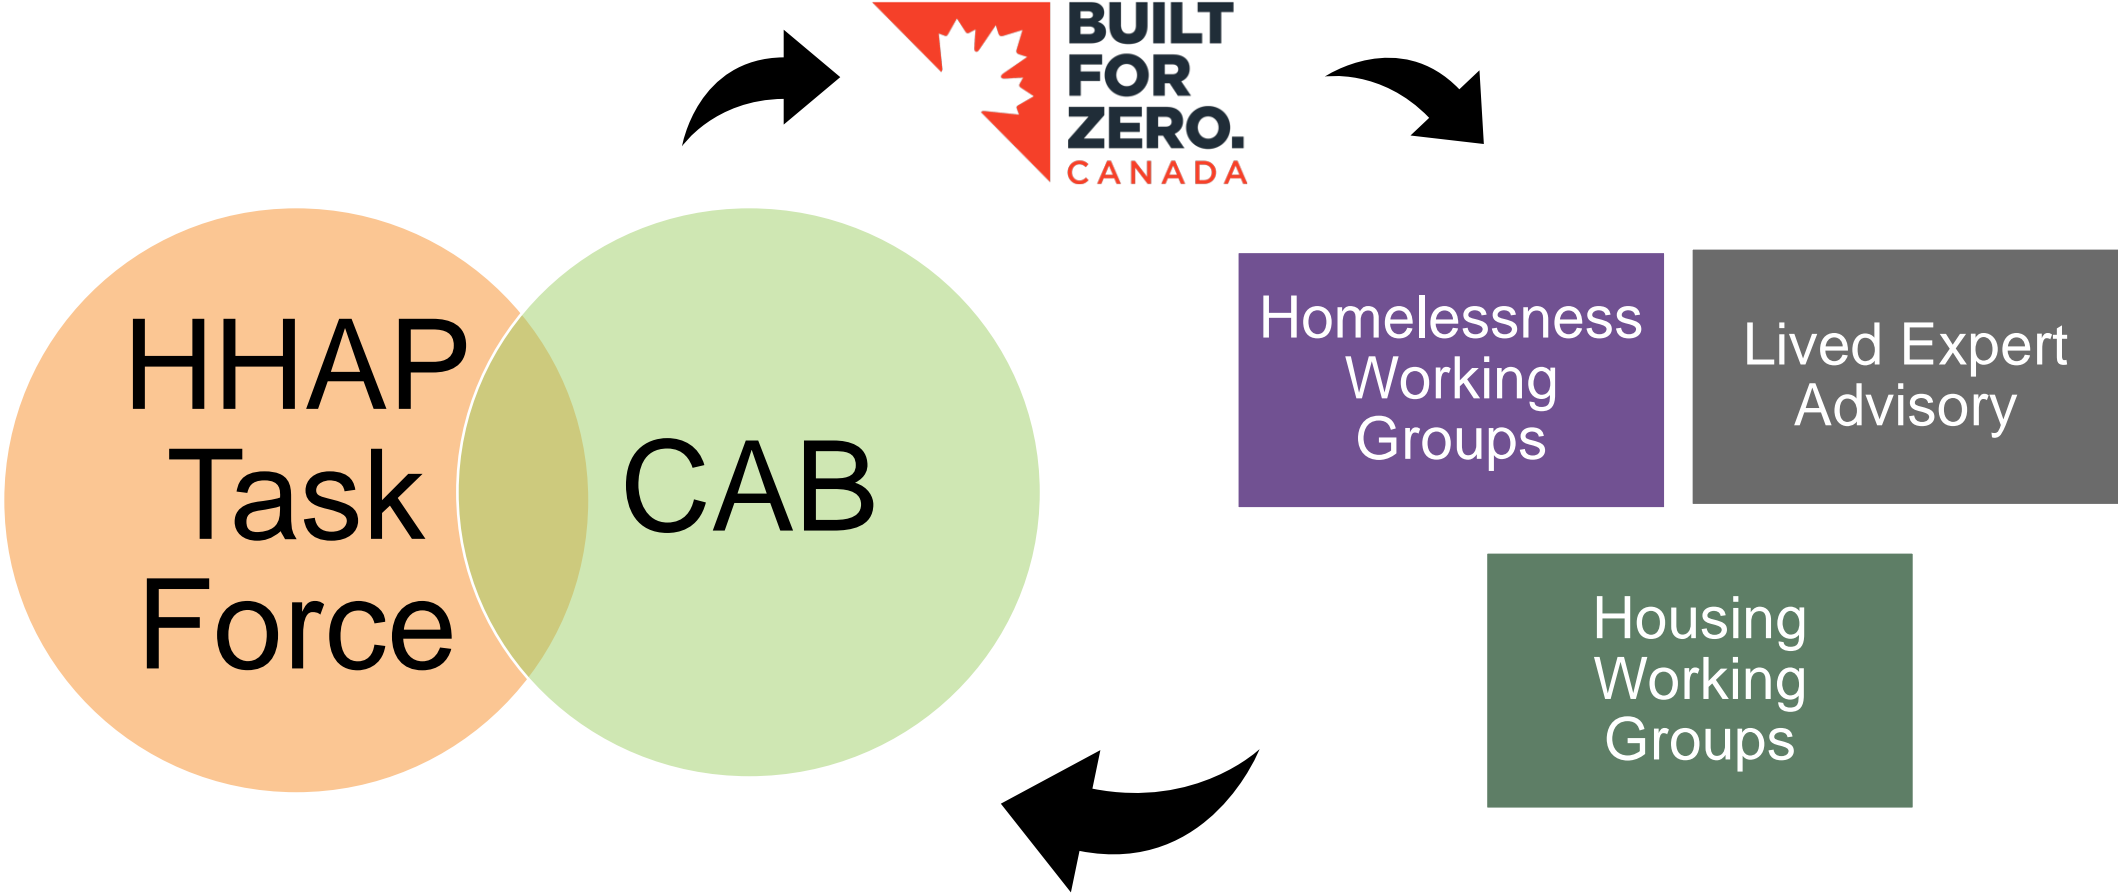 BUILT
FOR
ZERO.
CANADA
HHAP
Task
Force
CAB
Homelessness
Working
Groups
Lived Expert
Advisory
Housing
Working
Groups